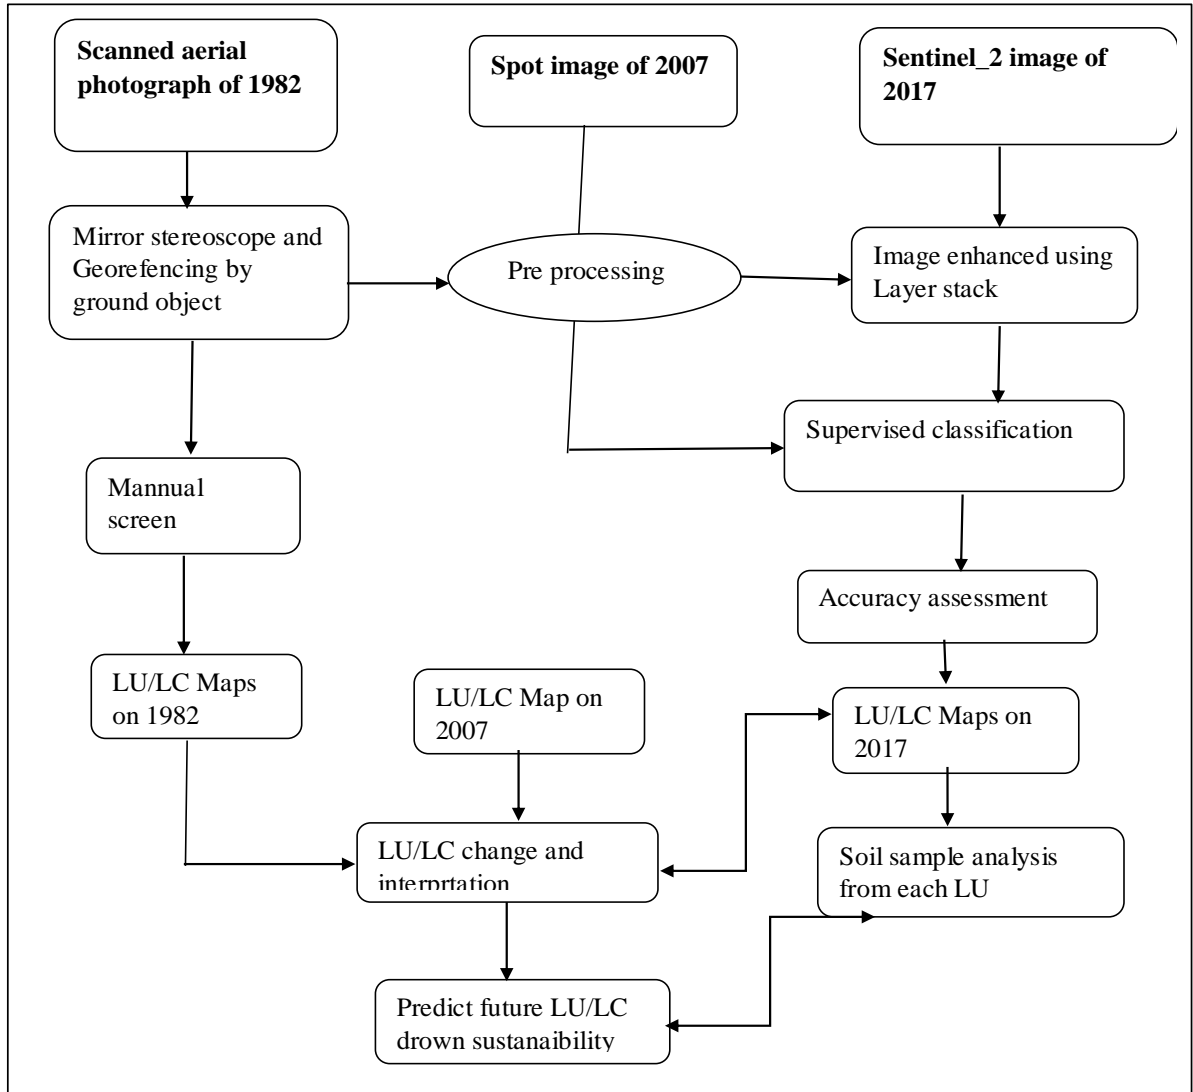 Scanned aerial
photograph of 1982
Spot image of 2007
Sentinel_2 image of
2017
Mirror stereoscope and
Georefencing by
ground object
Pre processing
Image enhanced using
Layer stack
Supervised classification
Mannual
screen
Accuracy assessment
LU/LC Maps
on 1982
LU/LC Map on
2007
LU/LC Maps on
2017
LU/LC change and
interprtation
Soil sample analysis
from each LU
Predict future LU/LC
drown sustanaibility